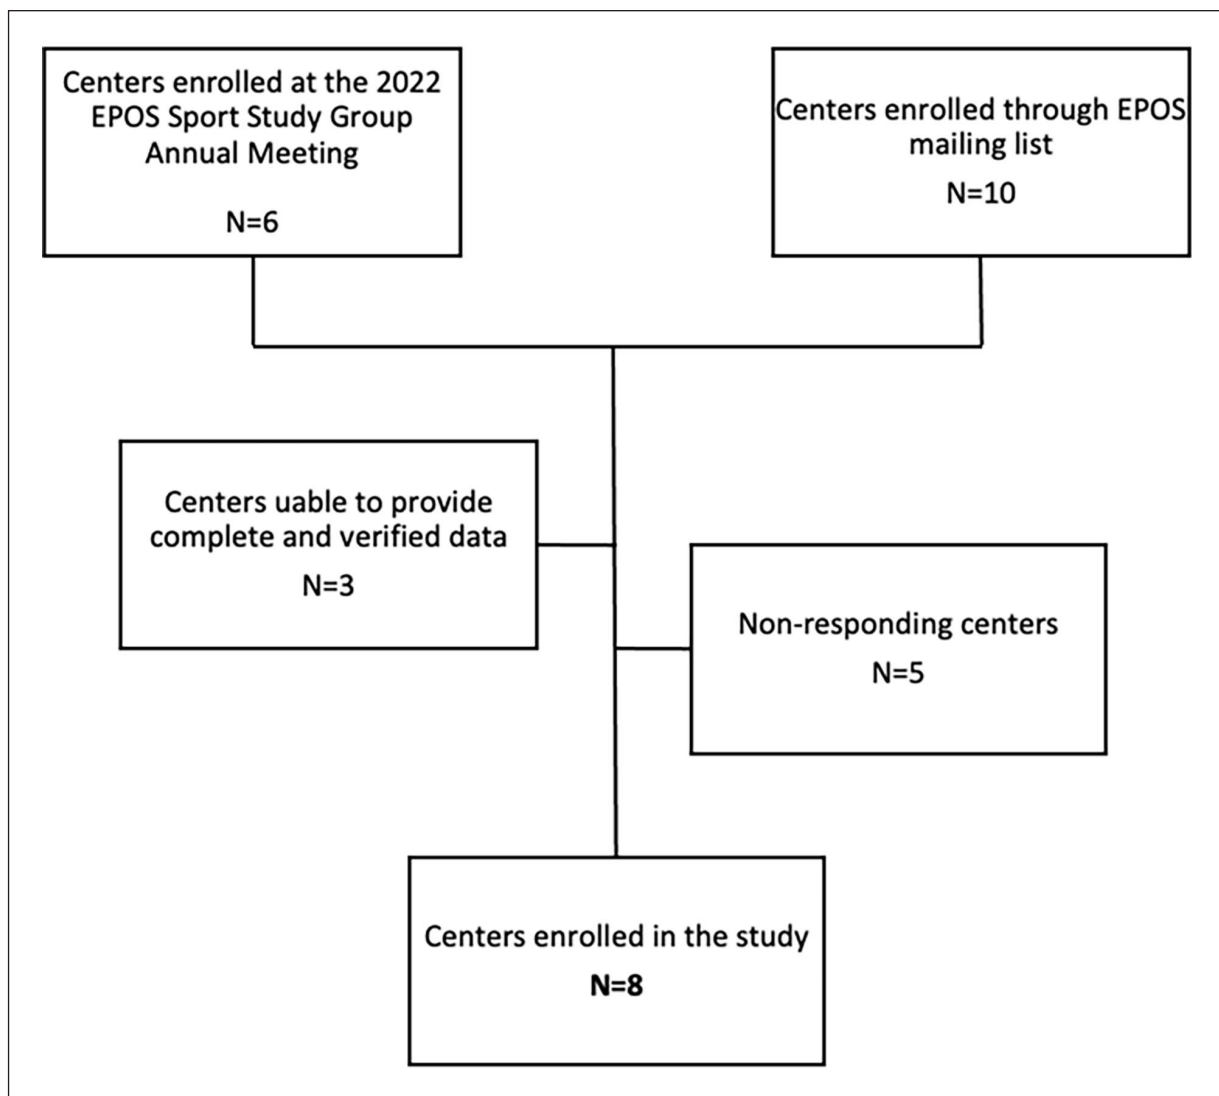 Centers enrolled at the 2022
EPOS Sport Study Group
Annual Meeting
N=6
Centers enrolled through EPOS
mailing list
N=10
Centers uable to provide
complete and verified data
N=3
Non-responding centers
N=5
Centers enrolled in the study
N=8